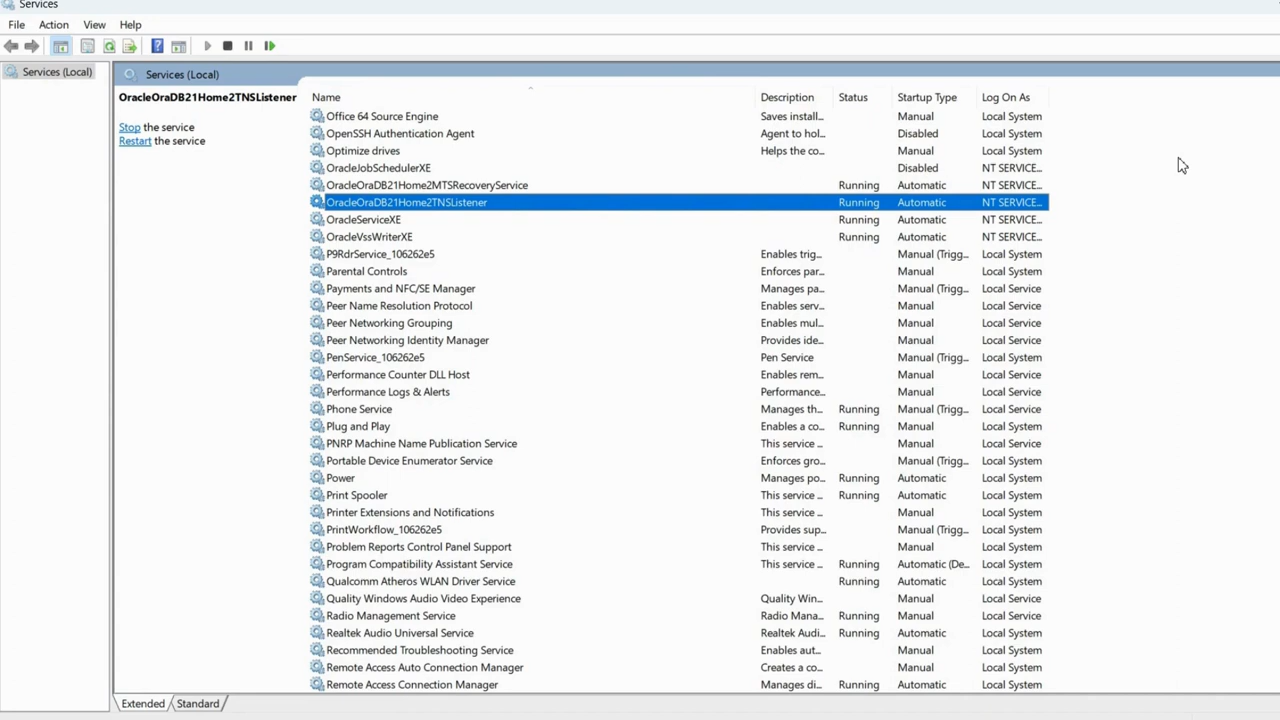 Services
File Action View Help
Services (Local)
Services (Local)
OracleOraDB21Home2TNSListener
Stop the service
Restart the service
Name Description Status Startup Type Log On As
Office 64 Source Engine Saves install... Manual Local System
OpenSSH Authentication Agent Agent to hol... Disabled Local System
Optimize drives Helps the co... Manual Local System
OracleJobSchedulerXE Disabled NT SERVICE...
OracleOraDB21Home2MTSRecoveryService Running Automatic NT SERVICE...
OracleOraDB21Home2TNSListener Running Automatic NT SERVICE...
OracleServiceXE Running Automatic NT SERVICE...
OracleVssWriterXE Running Automatic NT SERVICE...
P9RdrService_106262e5 Enables trig... Manual (Trigg... Local System
Parental Controls Enforces par... Manual Local System
Payments and NFC/SE Manager Manages pa... Manual (Trigg... Local Service
Peer Name Resolution Protocol Enables serv... Manual Local Service
Peer Networking Grouping Enables mul... Manual Local Service
Peer Networking Identity Manager Provides ide... Manual Local Service
PenService_106262e5 Pen Service Manual (Trigg... Local System
Performance Counter DLL Host Enables rem... Manual Local Service
Performance Logs & Alerts Performance... Manual Local Service
Phone Service Manages th... Running Manual (Trigg... Local Service
Plug and Play Enables a co... Running Manual Local System
PNRP Machine Name Publication Service This service ... Manual Local Service
Portable Device Enumerator Service Enforces gro... Manual (Trigg... Local System
Power Manages po... Running Automatic Local System
Print Spooler This service ... Running Automatic Local System
Printer Extensions and Notifications This service ... Manual Local System
PrintWorkflow_106262e5 Provides sup... Manual (Trigg... Local System
Problem Reports Control Panel Support This service ... Manual Local System
Program Compatibility Assistant Service This service ... Running Automatic (De... Local System
Qualcomm Atheros WLAN Driver Service Running Automatic Local System
Quality Windows Audio Video Experience Quality Win... Manual Local Service
Radio Management Service Radio Mana... Running Manual Local Service
Realtek Audio Universal Service Realtek Audi... Running Automatic Local System
Recommended Troubleshooting Service Enables aut... Manual Local System
Remote Access Auto Connection Manager Creates a co... Manual Local System
Remote Access Connection Manager Manages di... Running Manual Local System
Extended Standard